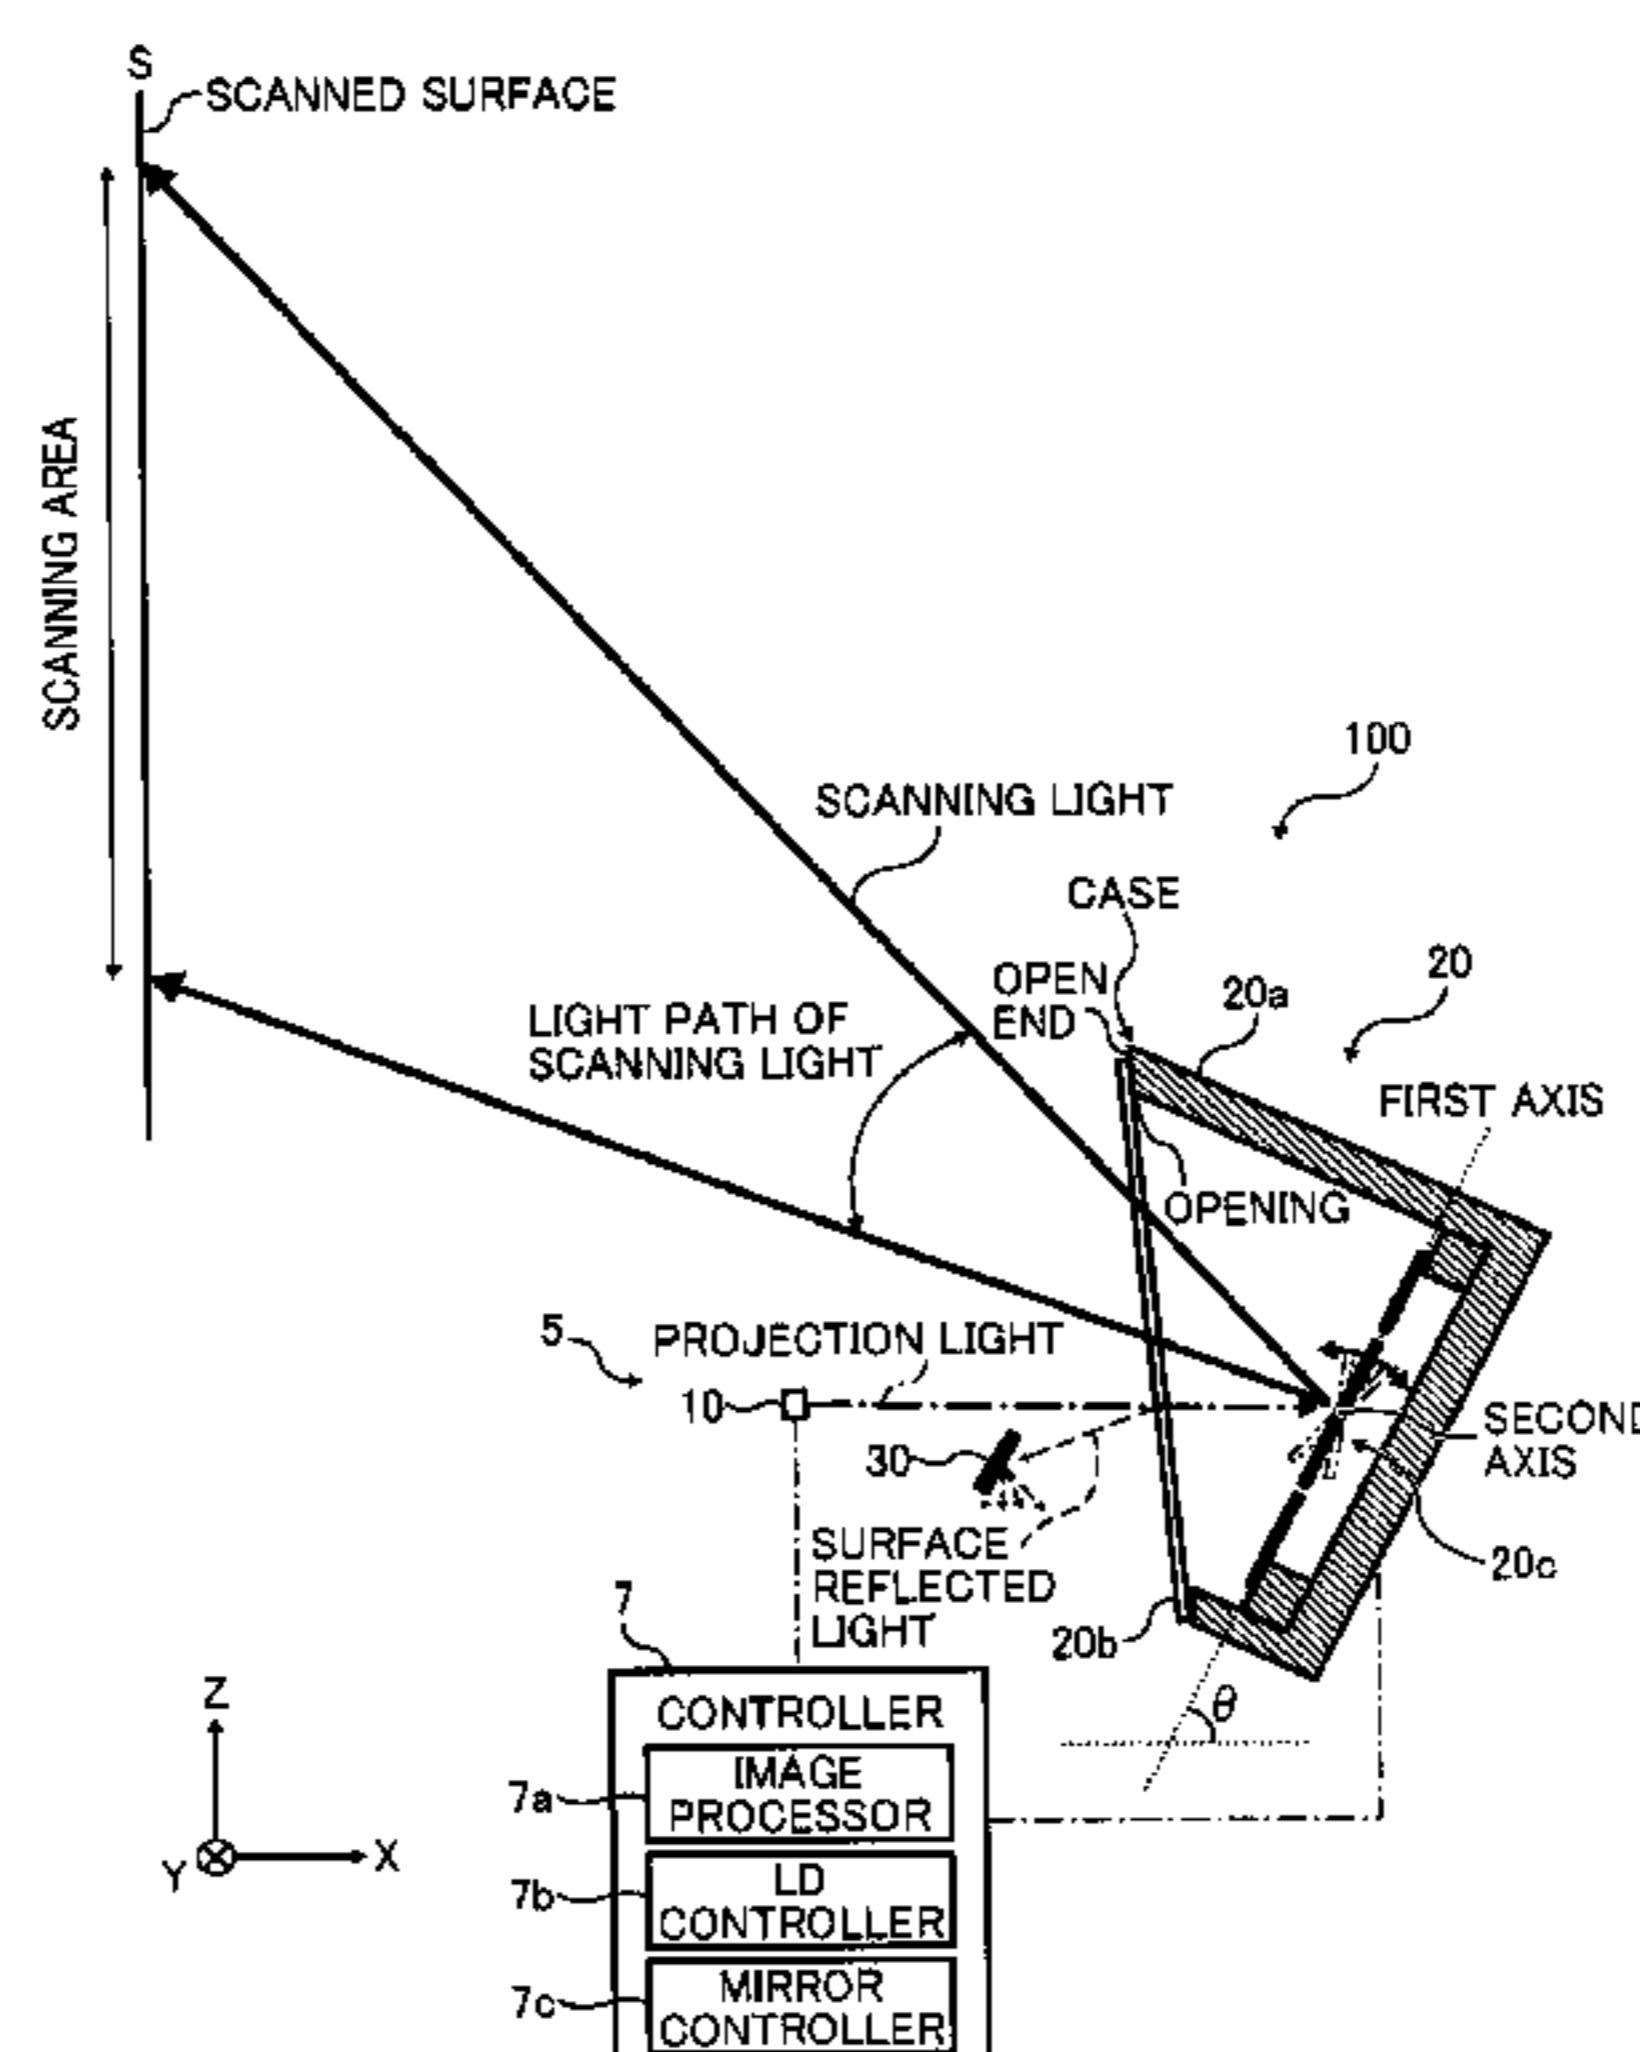 S
SCANNED SURFACE
SCANNING AREA
100
SCANNING LIGHT
CASE
OPEN
END
20a
20
LIGHT PATH OF
SCANNING LIGHT
FIRST AXIS
OPENING
5
PROJECTION LIGHT
10
30
SECOND
AXIS
SURFACE
REFLECTED
LIGHT
20c
20b
θ
7
CONTROLLER
7a
IMAGE
PROCESSOR
7b
LD
CONTROLLER
7c
MIRROR
CONTROLLER
Z
Y
X